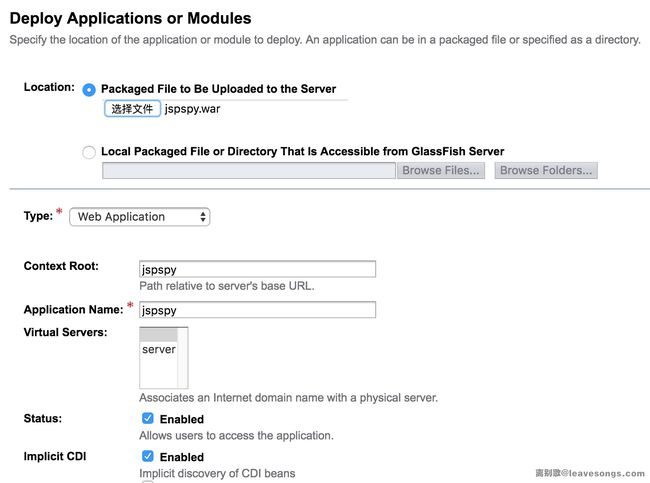 Deploy Applications or Modules
Specify the location of the application or module to deploy. An application can be in a packaged file or specified as a directory.
Location: Packaged File to Be Uploaded to the Server
选择文件 jspspy.war
Local Packaged File or Directory That Is Accessible from GlassFish Server
Browse Files... Browse Folders...
Type: * Web Application
Context Root: jspspy
Path relative to server's base URL.
Application Name: * jspspy
Virtual Servers:
server
Associates an Internet domain name with a physical server.
Status: Enabled
Allows users to access the application.
Implicit CDI Enabled
Implicit discovery of CDI beans
离别歌@leavesongs.com